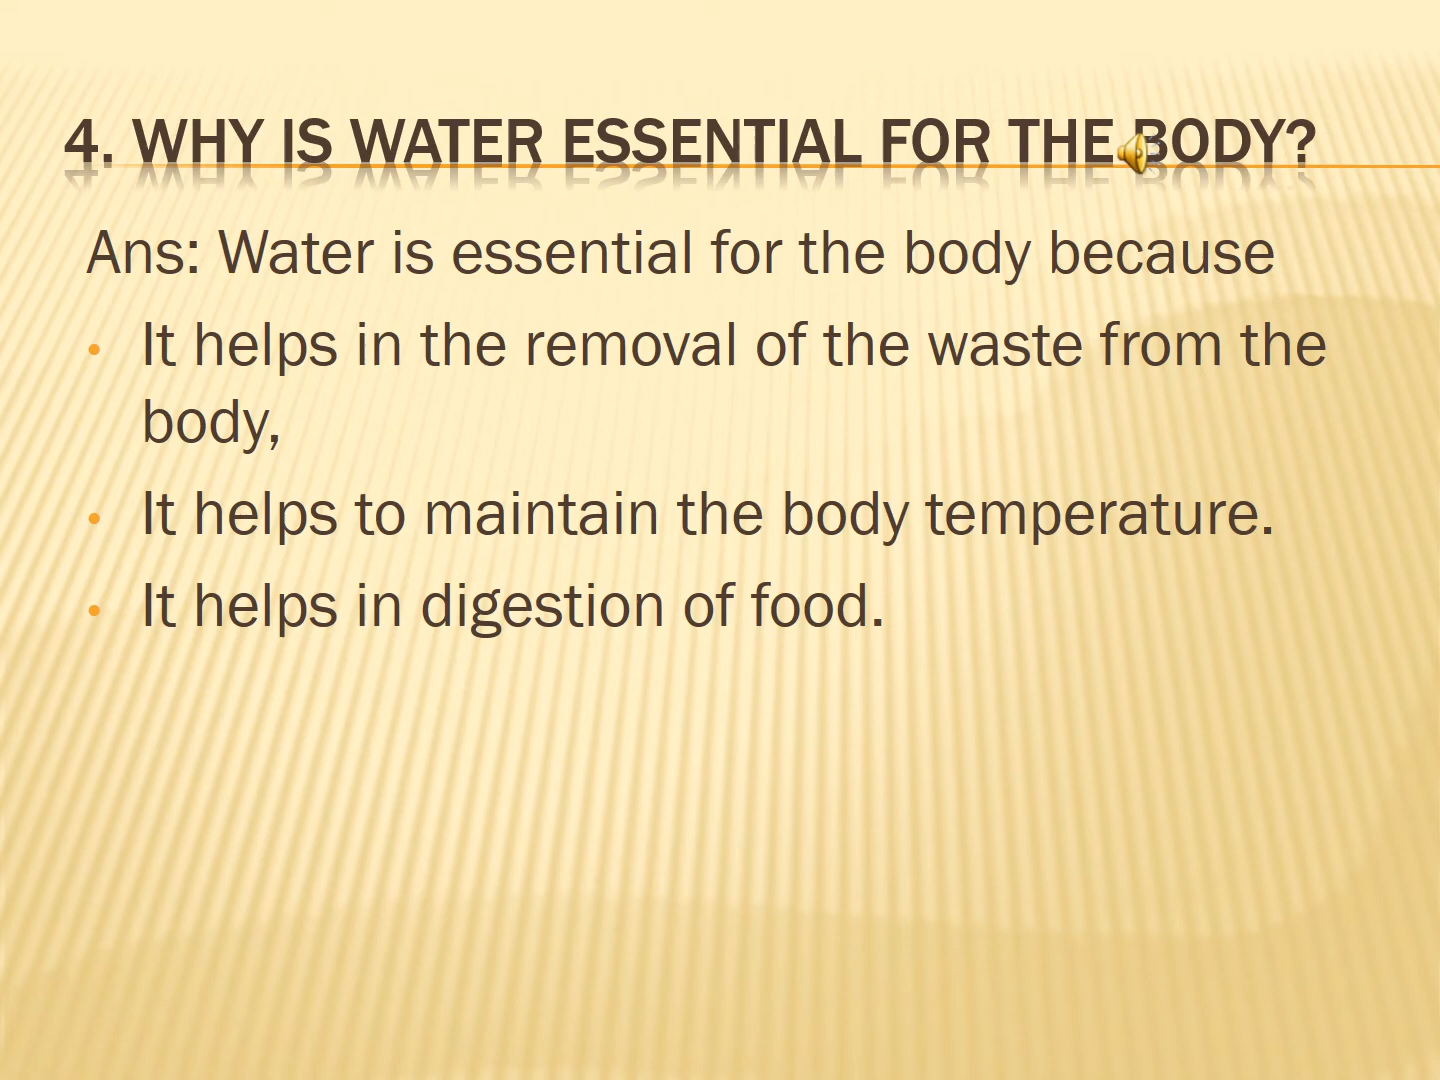 4. WHY IS WATER ESSENTIAL FOR THE BODY?
Ans: Water is essential for the body because
• It helps in the removal of the waste from the
body,
• It helps to maintain the body temperature.
• It helps in digestion of food.